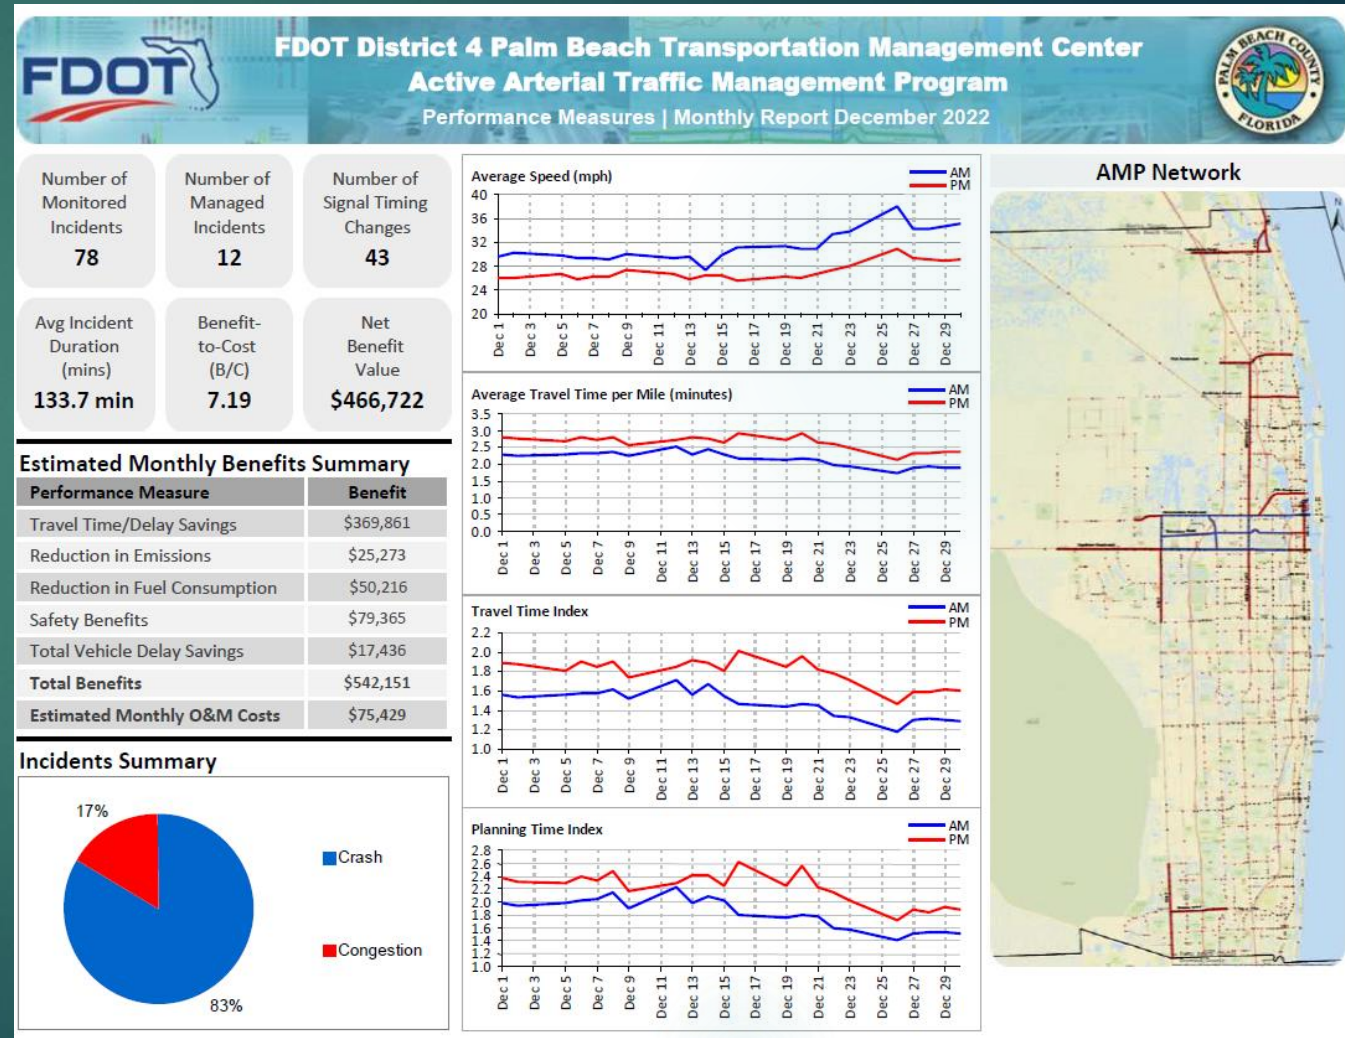 FDOT
FDOT District 4 Palm Beach Transportation Management Center
Active Arterial Traffic Management Program
Performance Measures | Monthly Report December 2022
PALM BEACH COUNTY
FLORIDA
Number of
Monitored
Incidents
78
Number of
Managed
Incidents
12
Number of
Signal Timing
Changes
43
Avg Incident
Duration
(mins)
133.7 min
Benefit-
to-Cost
(B/C)
7.19
Net
Benefit
Value
$466,722
Estimated Monthly Benefits Summary
Performance Measure Benefit
Travel Time/Delay Savings $369,861
Reduction in Emissions $25,273
Reduction in Fuel Consumption $50,216
Safety Benefits $79,365
Total Vehicle Delay Savings $17,436
Total Benefits $542,151
Estimated Monthly O&M Costs $75,429
Incidents Summary
17%
83%
Crash
Congestion
Average Speed (mph)
AM
PM
40
36
32
28
24
20
Dec 1 Dec 3 Dec 5 Dec 7 Dec 9 Dec 11 Dec 13 Dec 15 Dec 17 Dec 19 Dec 21 Dec 23 Dec 25 Dec 27 Dec 29
Average Travel Time per Mile (minutes)
AM
PM
3.5
3.0
2.5
2.0
1.5
1.0
0.5
0.0
Dec 1 Dec 3 Dec 5 Dec 7 Dec 9 Dec 11 Dec 13 Dec 15 Dec 17 Dec 19 Dec 21 Dec 23 Dec 25 Dec 27 Dec 29
Travel Time Index
AM
PM
2.2
2.0
1.8
1.6
1.4
1.2
1.0
Dec 1 Dec 3 Dec 5 Dec 7 Dec 9 Dec 11 Dec 13 Dec 15 Dec 17 Dec 19 Dec 21 Dec 23 Dec 25 Dec 27 Dec 29
Planning Time Index
AM
PM
2.8
2.6
2.4
2.2
2.0
1.8
1.6
1.4
1.2
1.0
Dec 1 Dec 3 Dec 5 Dec 7 Dec 9 Dec 11 Dec 13 Dec 15 Dec 17 Dec 19 Dec 21 Dec 23 Dec 25 Dec 27 Dec 29
AMP Network
N